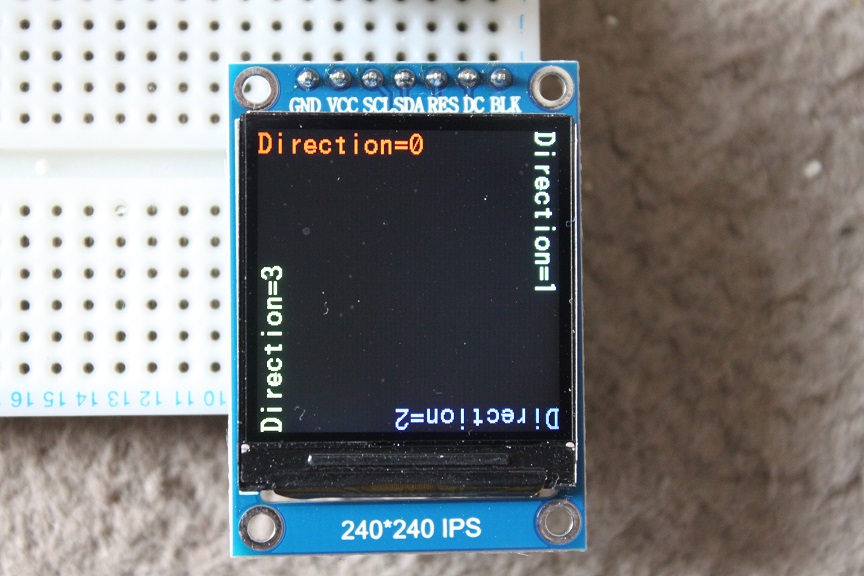 GND VCC SCL SDA RES DC BLK
Direction=0
Direction=1
Direction=3
Direction=2
240*240 IPS
16 15 14 13 12 11 10